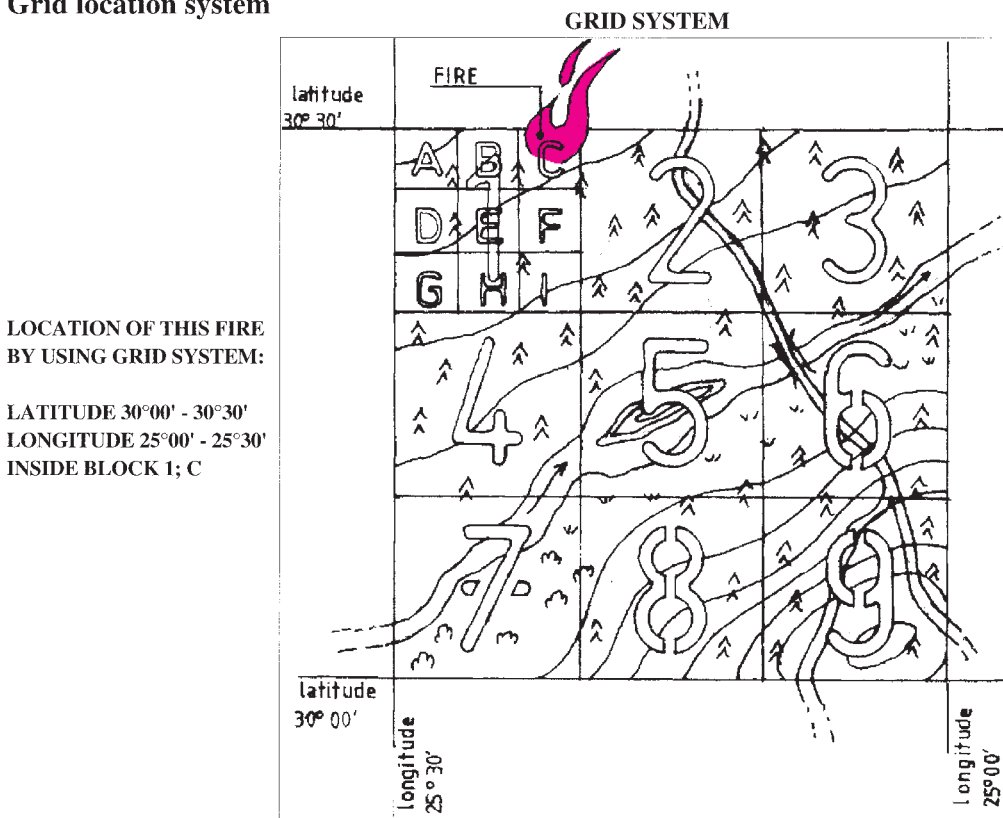 Grid location system
GRID SYSTEM
FIRE
latitude
30° 30'
A B C
1
D E F
G H I
2
3
LOCATION OF THIS FIRE
BY USING GRID SYSTEM:
LATITUDE 30°00' - 30°30'
LONGITUDE 25°00' - 25°30'
INSIDE BLOCK 1; C
4
5
6
7
8
9
latitude
30° 00'
longitude
25° 30'
longitude
25° 00'